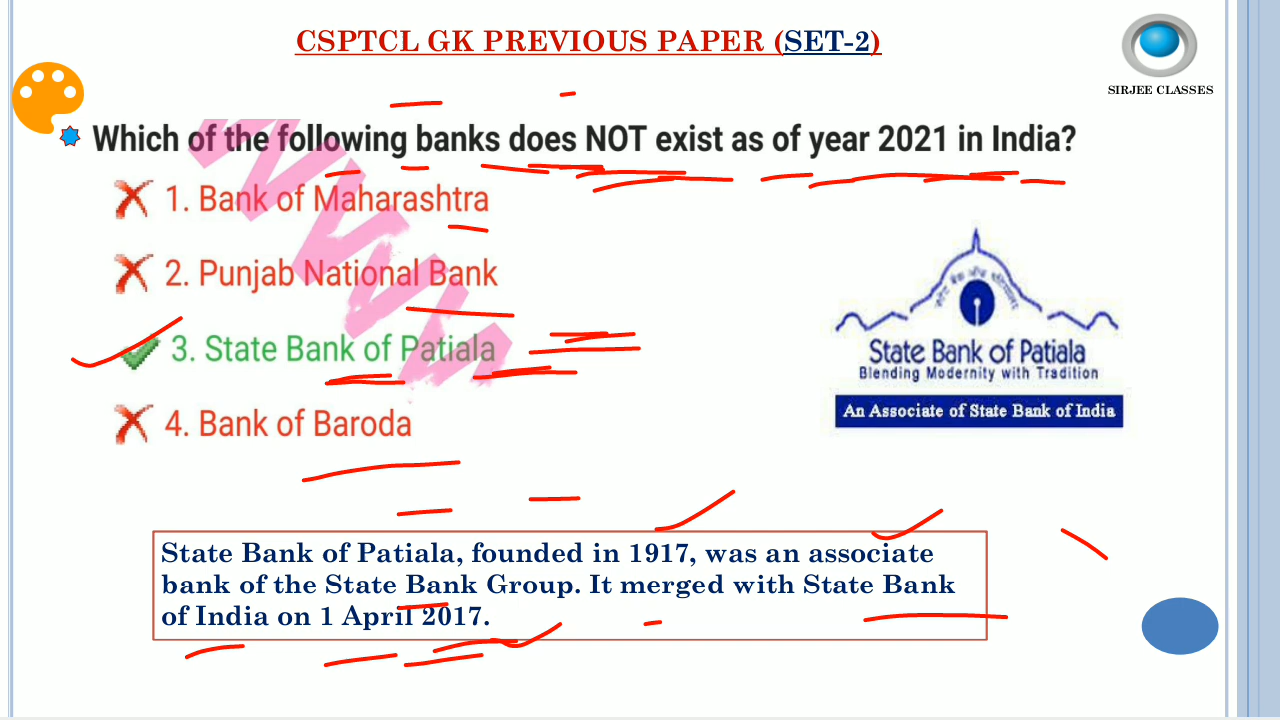 CSPTCL GK PREVIOUS PAPER (SET-2)
SIRJEE CLASSES
Which of the following banks does NOT exist as of year 2021 in India?
1. Bank of Maharashtra
2. Punjab National Bank
3. State Bank of Patiala
4. Bank of Baroda
State Bank of Patiala
Blending Modernity with Tradition
An Associate of State Bank of India
State Bank of Patiala, founded in 1917, was an associate
bank of the State Bank Group. It merged with State Bank
of India on 1 April 2017.